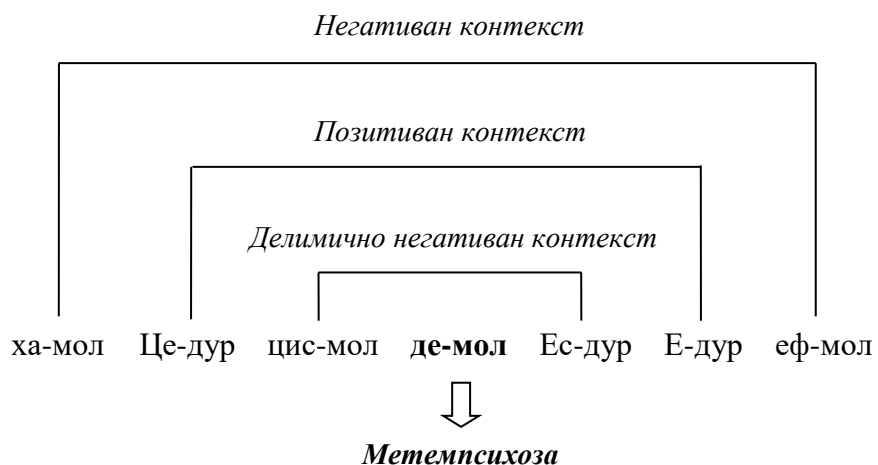 Негативан контекст
Позитиван контекст
Делимично негативан контекст
ха-мол Це-дур цис-мол де-мол Ес-дур Е-дур еф-мол
Метемпсихоза